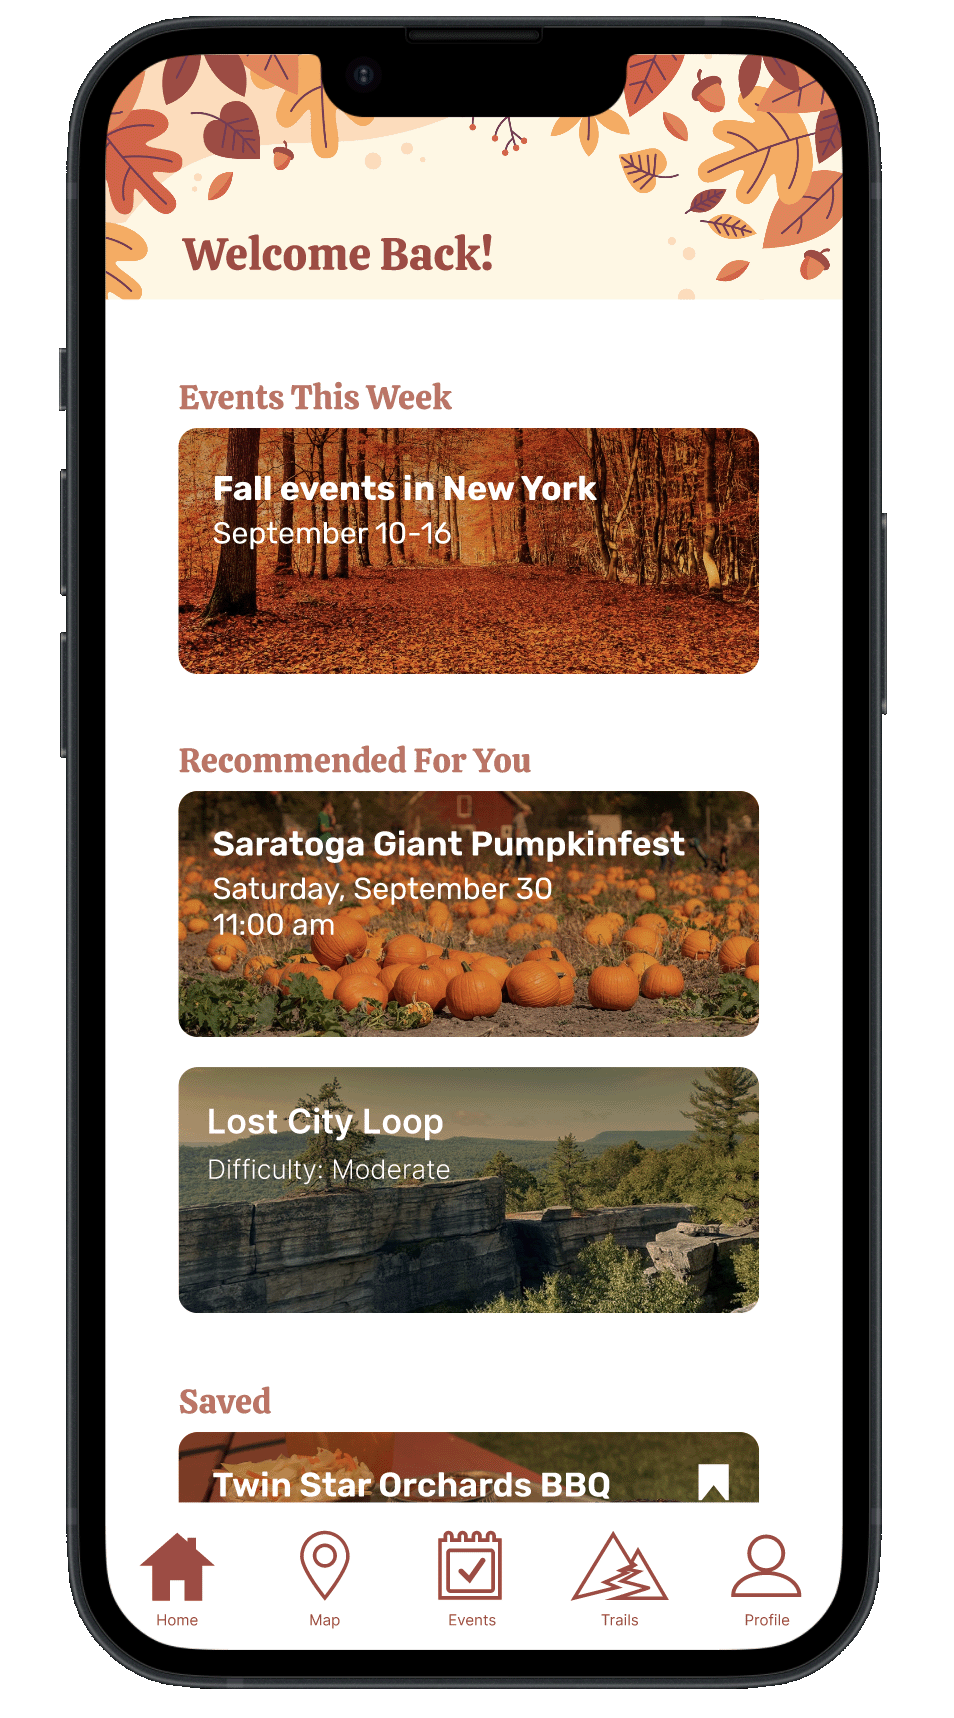 Welcome Back!
Events This Week
Fall events in New York
September 10-16
Recommended For You
Saratoga Giant Pumpkinfest
Saturday, September 30
11:00 am
Lost City Loop
Difficulty: Moderate
Saved
Twin Star Orchards BBQ
Home
Map
Events
Trails
Profile